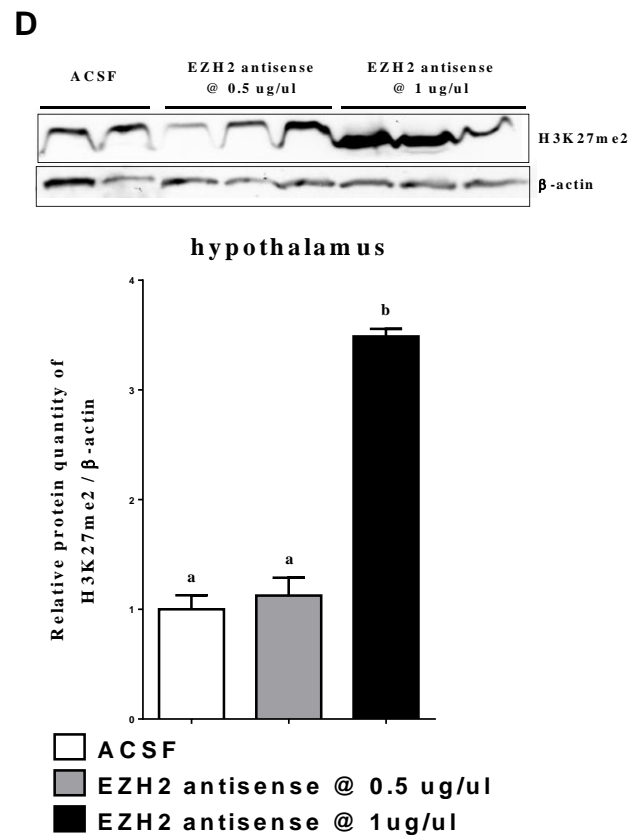 D
ACSF
EZH2 antisense
@ 0.5 ug/ul
EZH2 antisense
@ 1 ug/ul
H3K27me2
β-actin
hypothalamus
Relative protein quantity of
H3K27me2 / β-actin
4
3
2
1
0
a
a
b
ACSF
EZH2 antisense @ 0.5 ug/ul
EZH2 antisense @ 1ug/ul